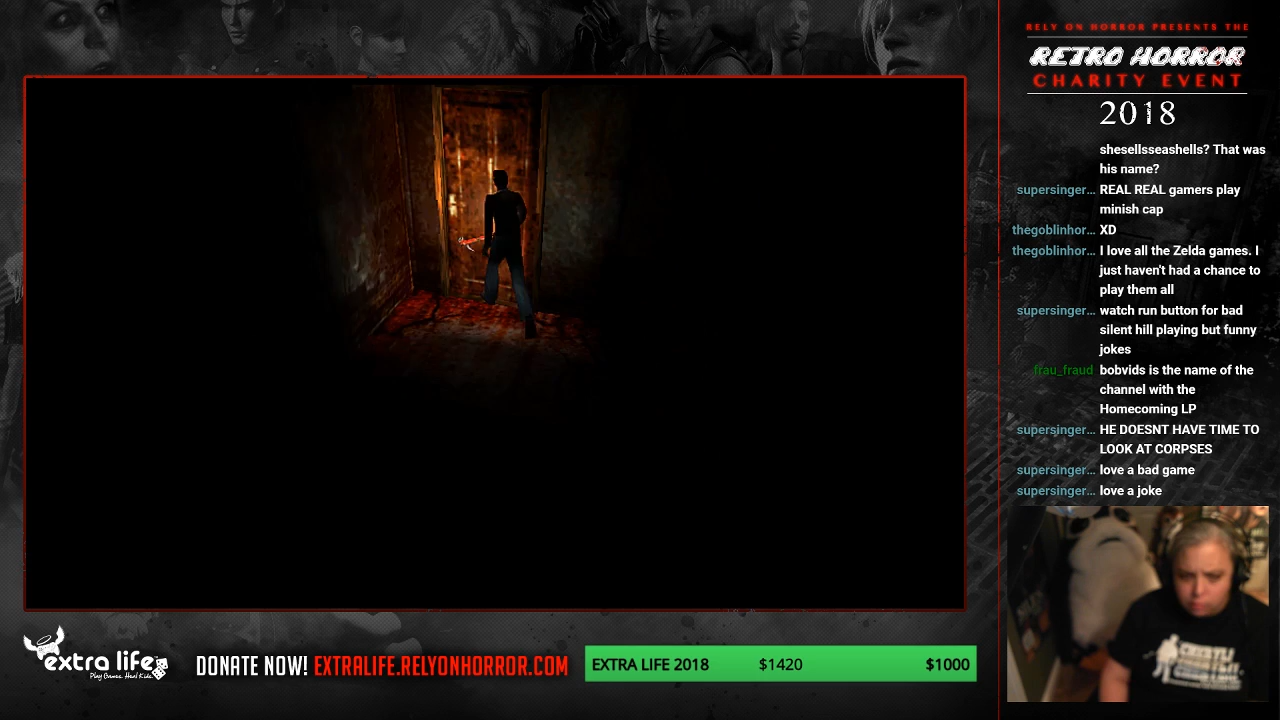 RELY ON HORROR PRESENTS THE
RETRO HORROR
CHARITY EVENT
2018
shesellsseashells? That was
his name?
supersinger... REAL REAL gamers play
minish cap
thegoblinhor... XD
thegoblinhor... I love all the Zelda games. I
just haven't had a chance to
play them all
supersinger... watch run button for bad
silent hill playing but funny
jokes
frau_fraud bobvids is the name of the
channel with the
Homecoming LP
supersinger... HE DOESNT HAVE TIME TO
LOOK AT CORPSES
supersinger... love a bad game
supersinger... love a joke
extra life
Play Games. Heal Kids.
DONATE NOW! EXTRALIFE.RELYONHORROR.COM
EXTRA LIFE 2018 $1420 $1000